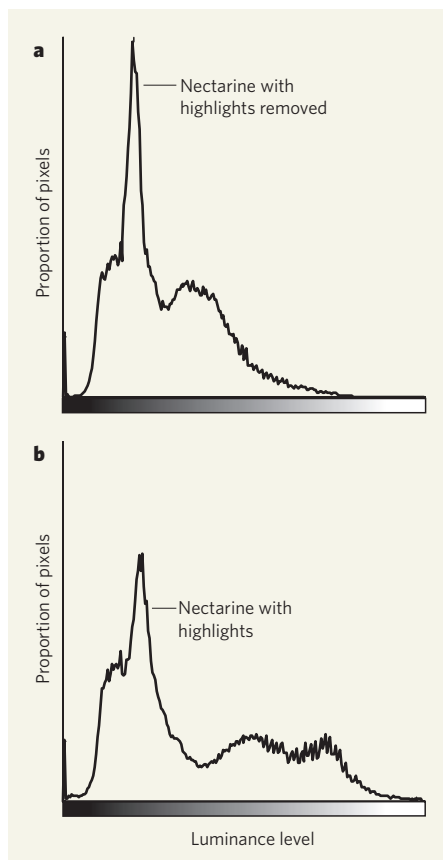 a
Nectarine with
highlights removed
Proportion of pixels
b
Nectarine with
highlights
Proportion of pixels
Luminance level